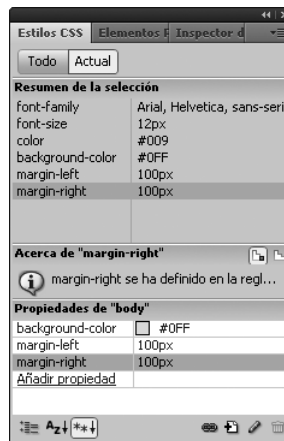 Estilos CSS Elementos F Inspector d
Todo Actual
Resumen de la selección
font-family Arial, Helvetica, sans-seri
font-size 12px
color #009
background-color #0FF
margin-left 100px
margin-right 100px
Acerca de "margin-right"
margin-right se ha definido en la regl...
Propiedades de "body"
background-color #0FF
margin-left 100px
margin-right 100px
Añadir propiedad
AZ↓ **↓